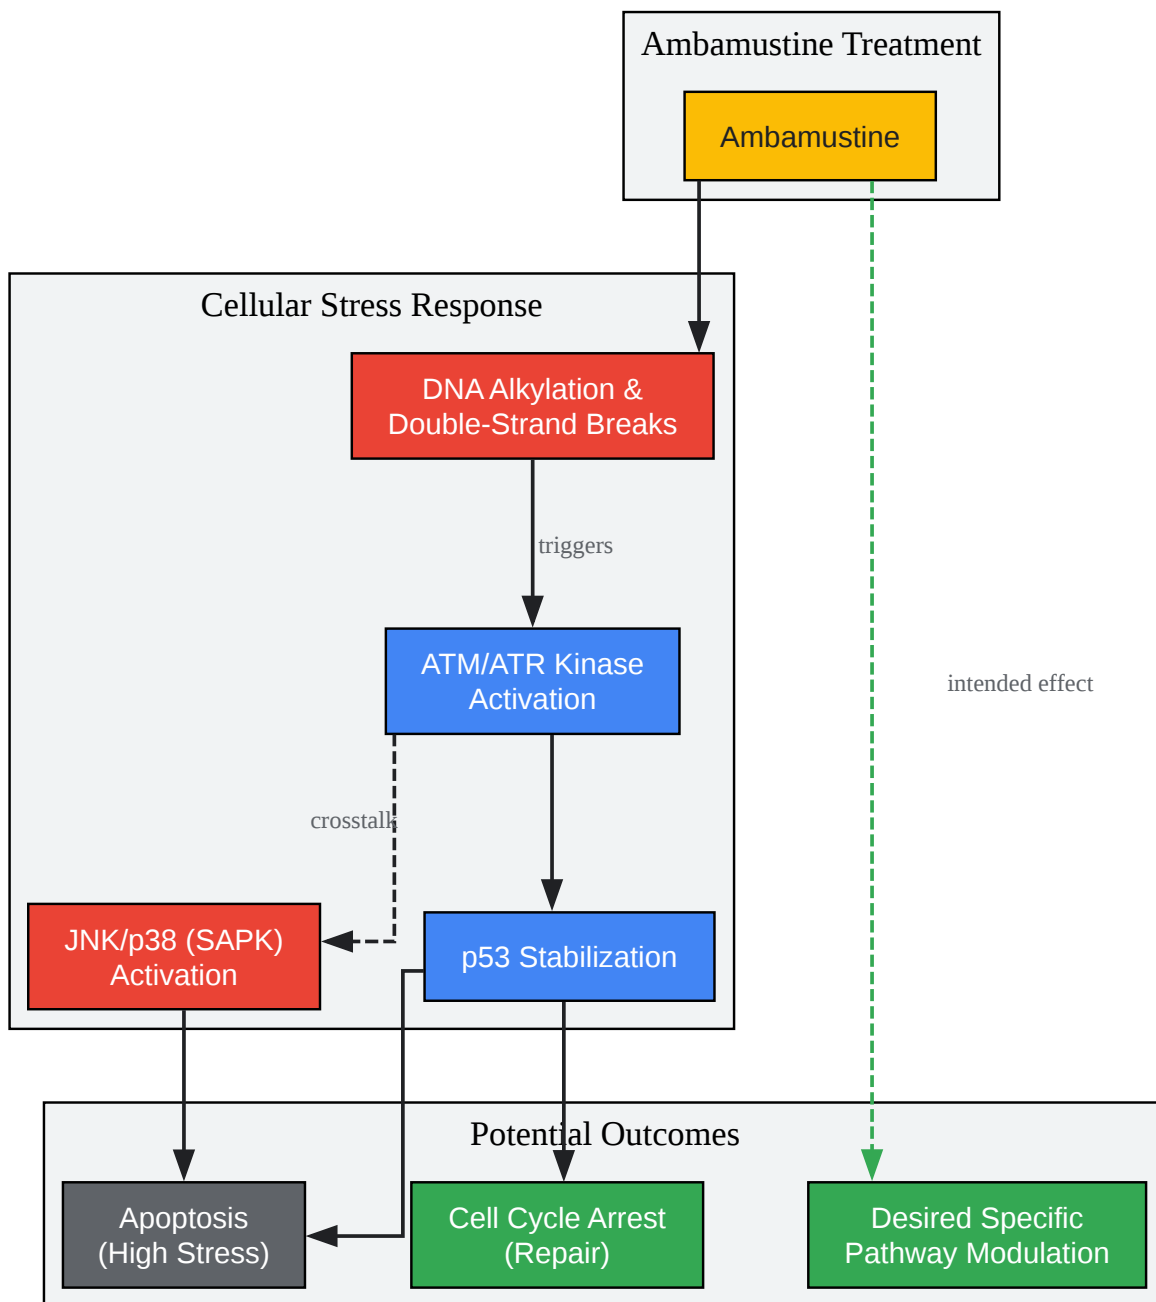 Ambamustine Treatment
Ambamustine
Cellular Stress Response
DNA Alkylation &
Double-Strand Breaks
triggers
ATM/ATR Kinase
Activation
intended effect
crosstalk
JNK/p38 (SAPK)
Activation
p53 Stabilization
Potential Outcomes
Apoptosis
(High Stress)
Cell Cycle Arrest
(Repair)
Desired Specific
Pathway Modulation